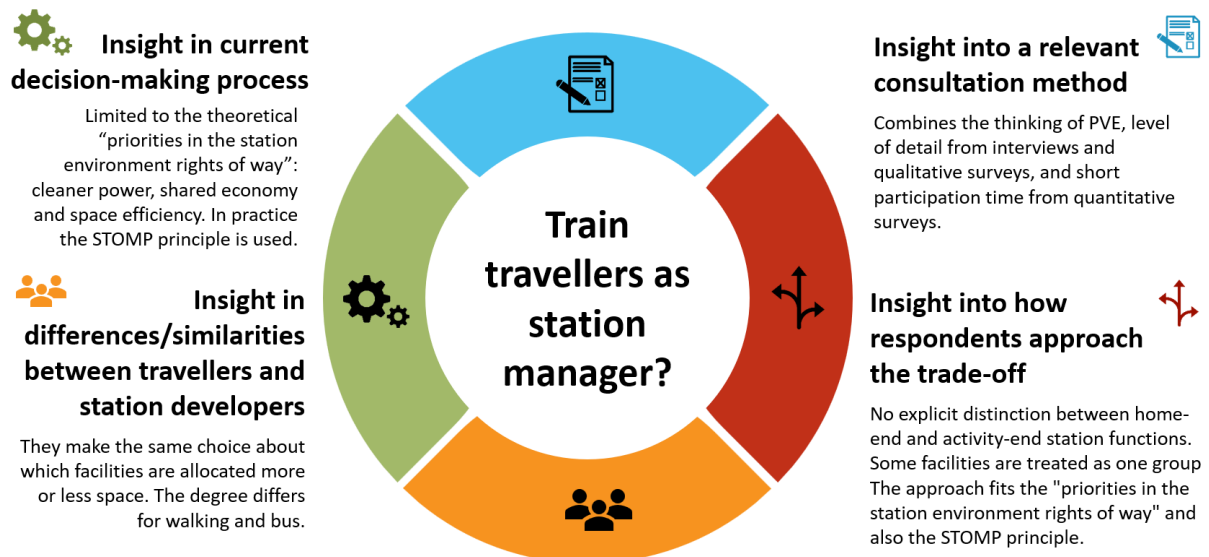 Insight in current
decision-making process
Limited to the theoretical
“priorities in the station
environment rights of way”:
cleaner power, shared economy
and space efficiency. In practice
the STOMP principle is used.
Insight in
differences/similarities
between travellers and
station developers
They make the same choice about
which facilities are allocated more
or less space. The degree differs
for walking and bus.
Train
travellers as
station
manager?
Insight into a relevant
consultation method
Combines the thinking of PVE, level
of detail from interviews and
qualitative surveys, and short
participation time from quantitative
surveys.
Insight into how
respondents approach
the trade-off
No explicit distinction between home-
end and activity-end station functions.
Some facilities are treated as one group
The approach fits the "priorities in the
station environment rights of way" and
also the STOMP principle.